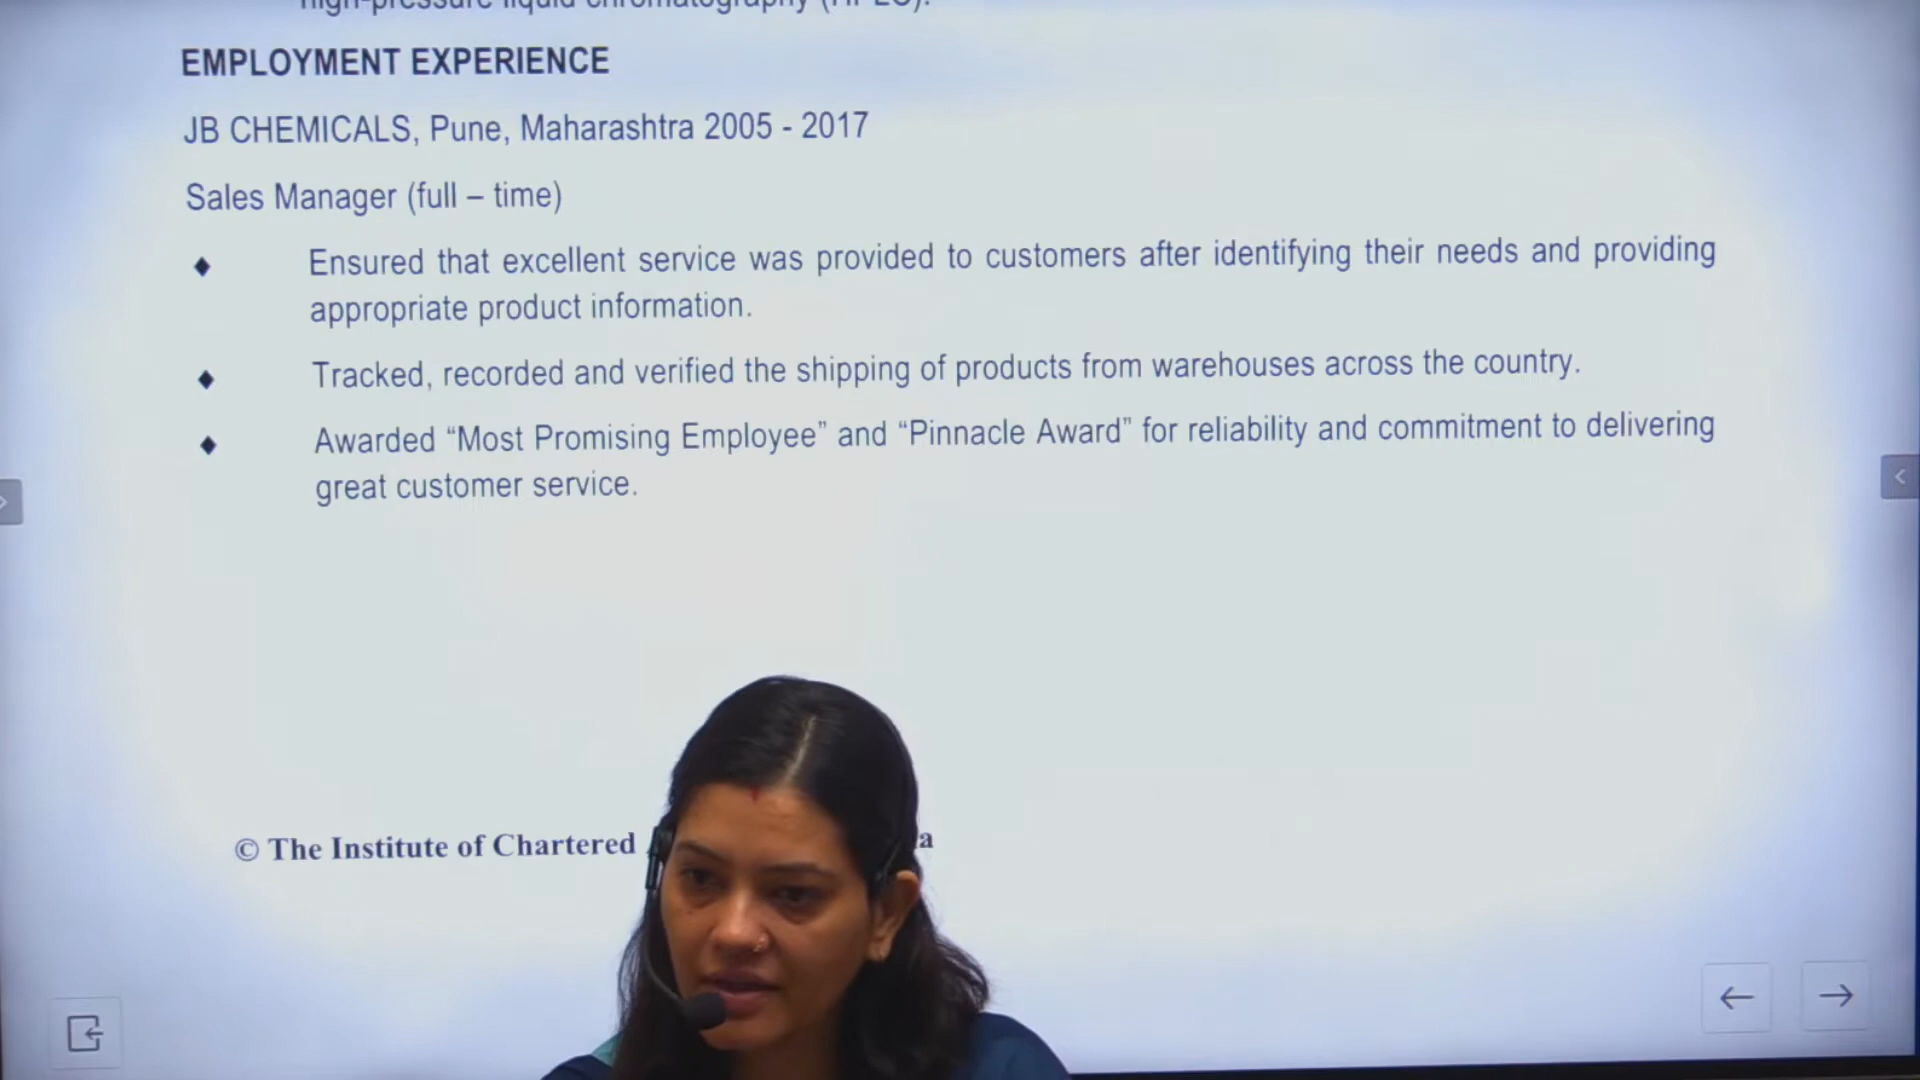 EMPLOYMENT EXPERIENCE
JB CHEMICALS, Pune, Maharashtra 2005 - 2017
Sales Manager (full – time)
♦ Ensured that excellent service was provided to customers after identifying their needs and providing
appropriate product information.
♦ Tracked, recorded and verified the shipping of products from warehouses across the country.
♦ Awarded “Most Promising Employee” and “Pinnacle Award” for reliability and commitment to delivering
great customer service.
© The Institute of Chartered